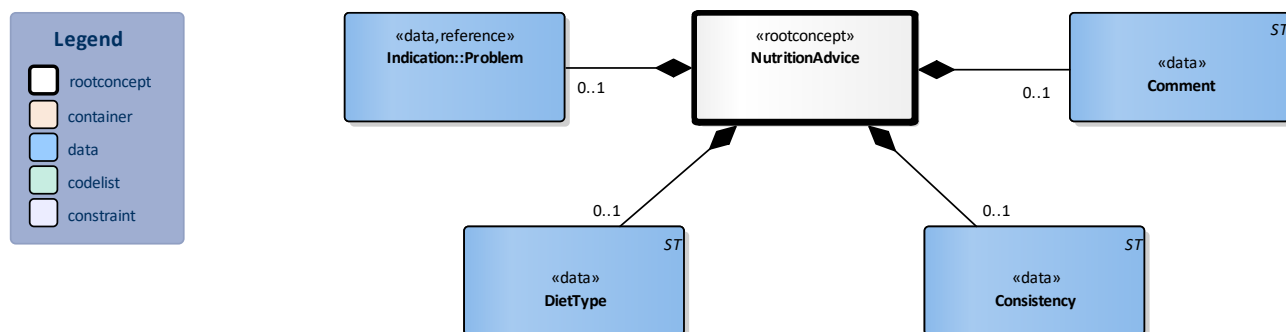 Legend
rootconcept
container
data
codelist
constraint
«data,reference»
Indication::Problem
0..1
«rootconcept»
NutritionAdvice
ST
«data»
Comment
0..1
0..1
ST
«data»
DietType
0..1
ST
«data»
Consistency